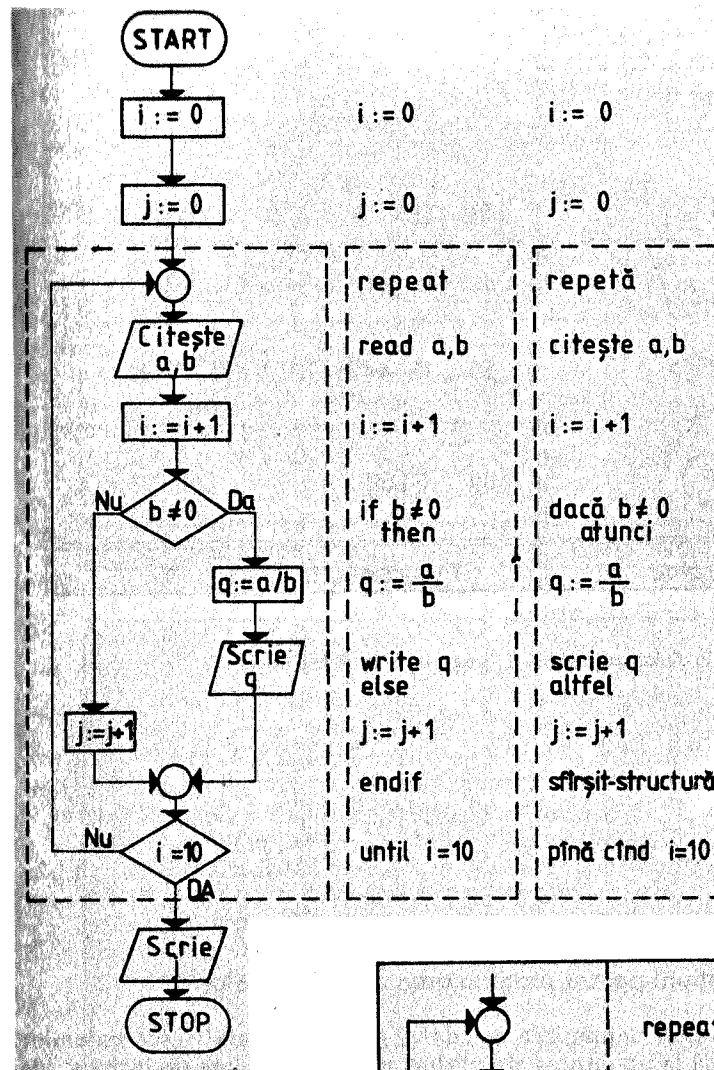 START
i := 0
j := 0
Citește
a,b
i := i+1
Nu
b≠0
Da
q:=a/b
Scrie
q
j:=j+1
Nu
i =10
DA
Scrie
STOP
i := 0
j := 0
repeat
read a,b
i := i+1
if b≠0
then
q := a
b
write q
else
j := j+1
endif
until i=10
i := 0
j := 0
repetă
citește a,b
i := i+1
dacă b≠0
atunci
q := a
b
scrie q
altfel
j := j+1
sfîrșit-structură
pînă cînd i=10